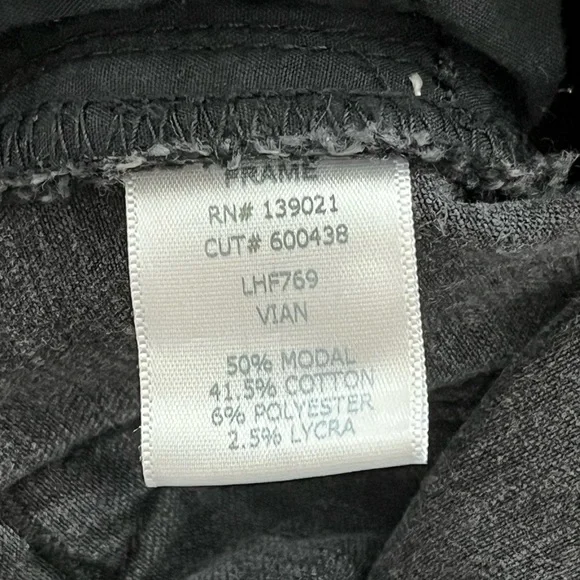 FRAME
RN# 139021
CUT# 600438
LHF769
VIAN
50% MODAL
41.5% COTTON
6% POLYESTER
2.5% LYCRA